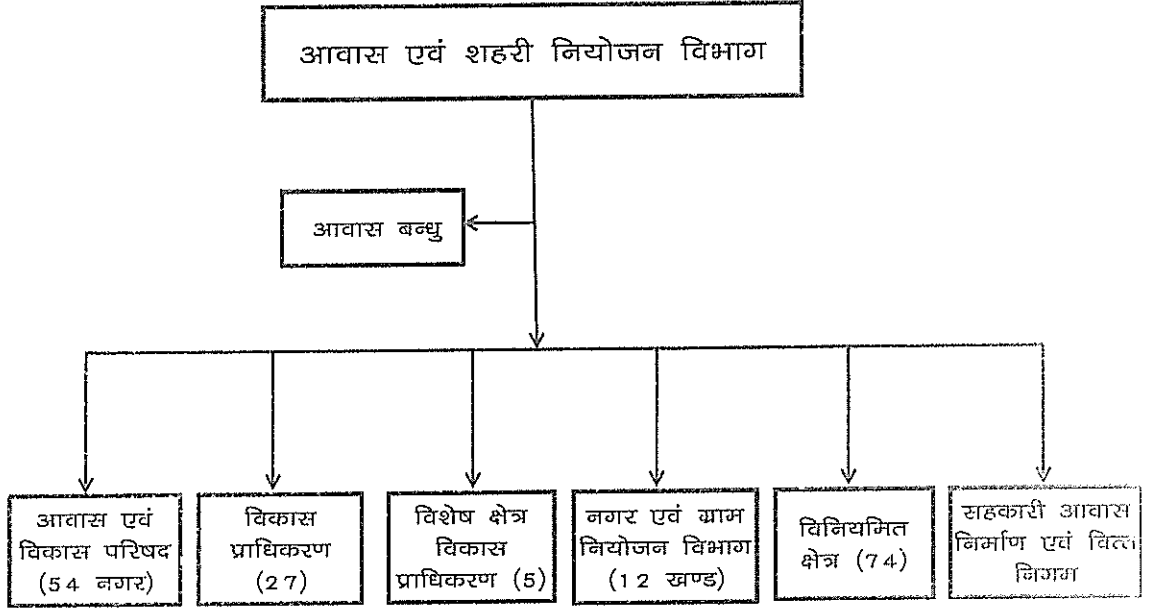 आवास एवं शहरी नियोजन विभाग
आवास बन्धु
आवास एवं
विकास परिषद
(54 नगर)
विकास
प्राधिकरण
(27)
विशेष क्षेत्र
विकास
प्राधिकरण (5)
नगर एवं ग्राम
नियोजन विभाग
(12 खण्ड)
विनियमित
क्षेत्र (74)
सहकारी आवास
निर्माण एवं वित्त
निगम